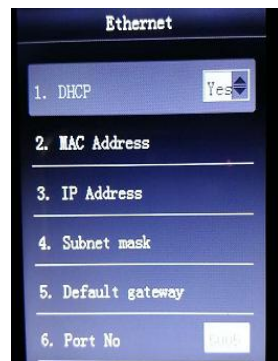 Ethernet
1. DHCP Yes
2. MAC Address
3. IP Address
4. Subnet mask
5. Default gateway
6. Port No